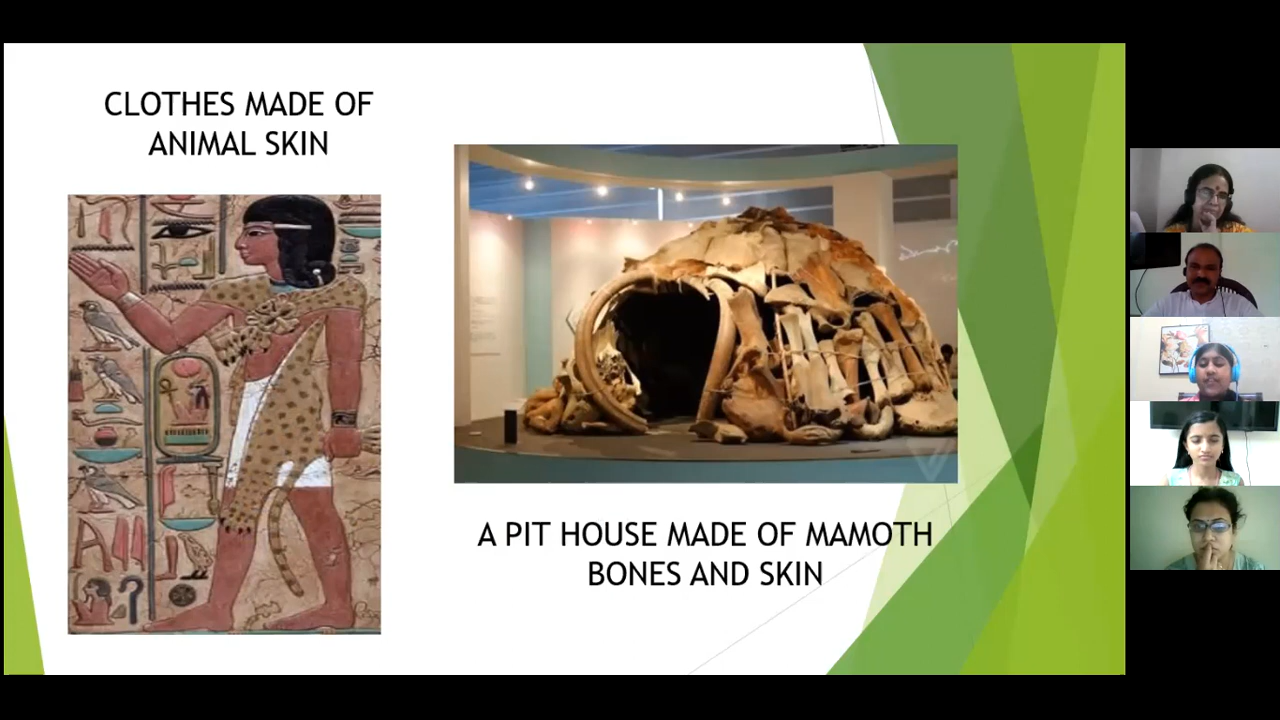 CLOTHES MADE OF
ANIMAL SKIN
A PIT HOUSE MADE OF MAMOTH
BONES AND SKIN